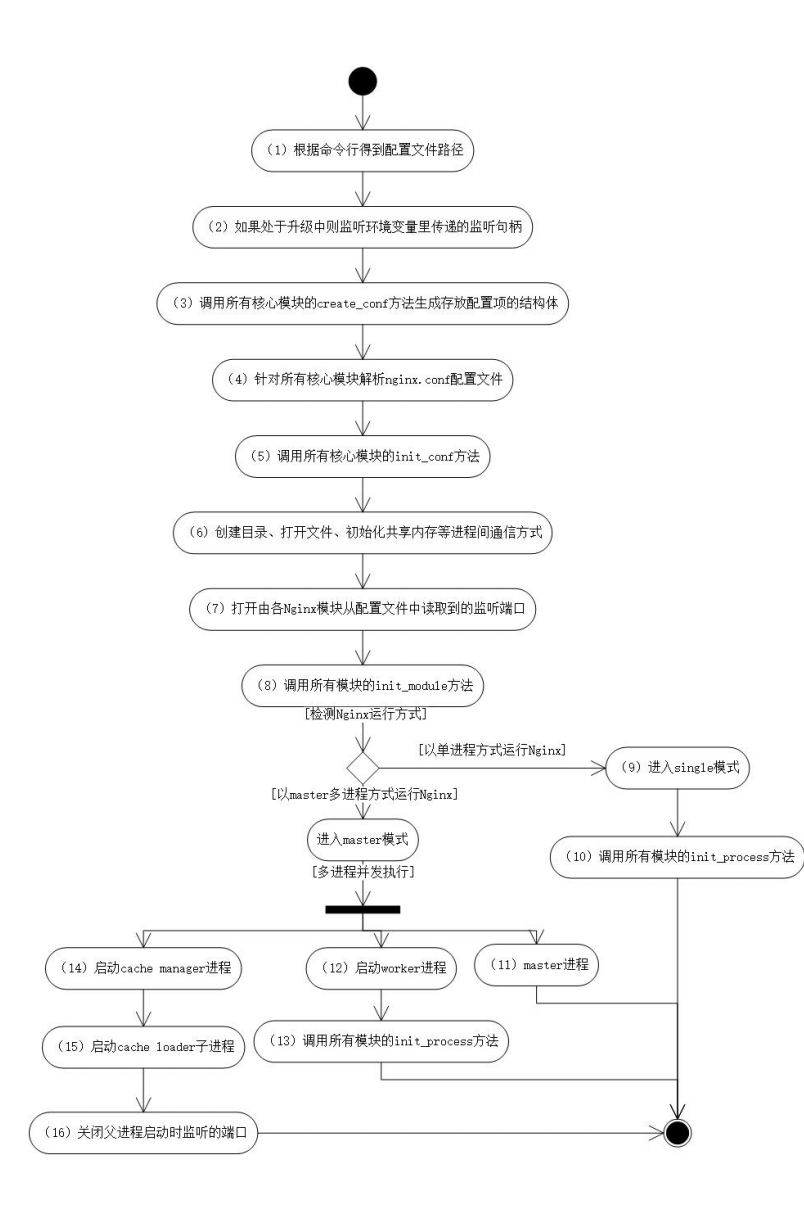 （1）根据命令行得到配置文件路径
（2）如果处于升级中则监听环境变量里传递的监听句柄
（3）调用所有核心模块的create_conf方法生成存放配置项的结构体
（4）针对所有核心模块解析nginx.conf配置文件
（5）调用所有核心模块的init_conf方法
（6）创建目录、打开文件、初始化共享内存等进程间通信方式
（7）打开由各Nginx模块从配置文件中读取到的监听端口
（8）调用所有模块的init_module方法
[检测Nginx运行方式]
[以单进程方式运行Nginx]
（9）进入single模式
[以master多进程方式运行Nginx]
进入master模式
（10）调用所有模块的init_process方法
[多进程并发执行]
（14）启动cache manager进程
（12）启动worker进程
（11）master进程
（15）启动cache loader子进程
（13）调用所有模块的init_process方法
（16）关闭父进程启动时监听的端口